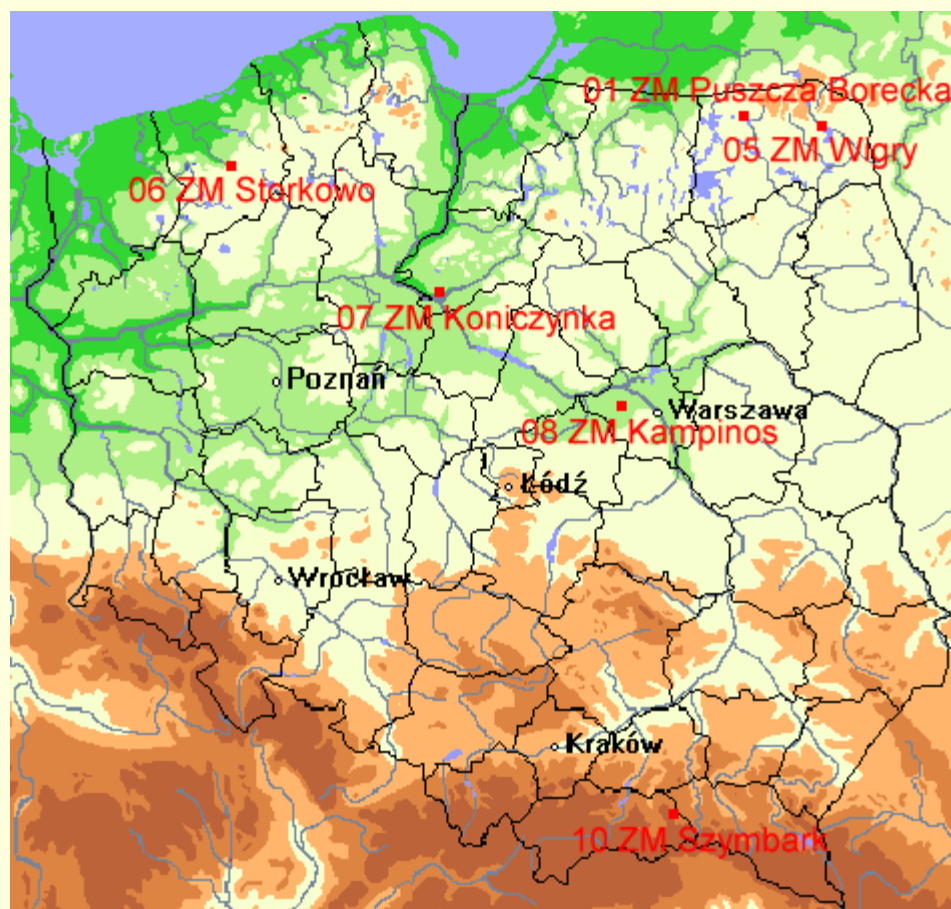 01 ZM Puszcza Borecka
05 ZM Wigry
06 ZM Storkowo
07 ZM Koniczynka
Poznań
Warszawa
08 ZM Kampinos
Łódź
Wrocław
Kraków
10 ZM Szymbark